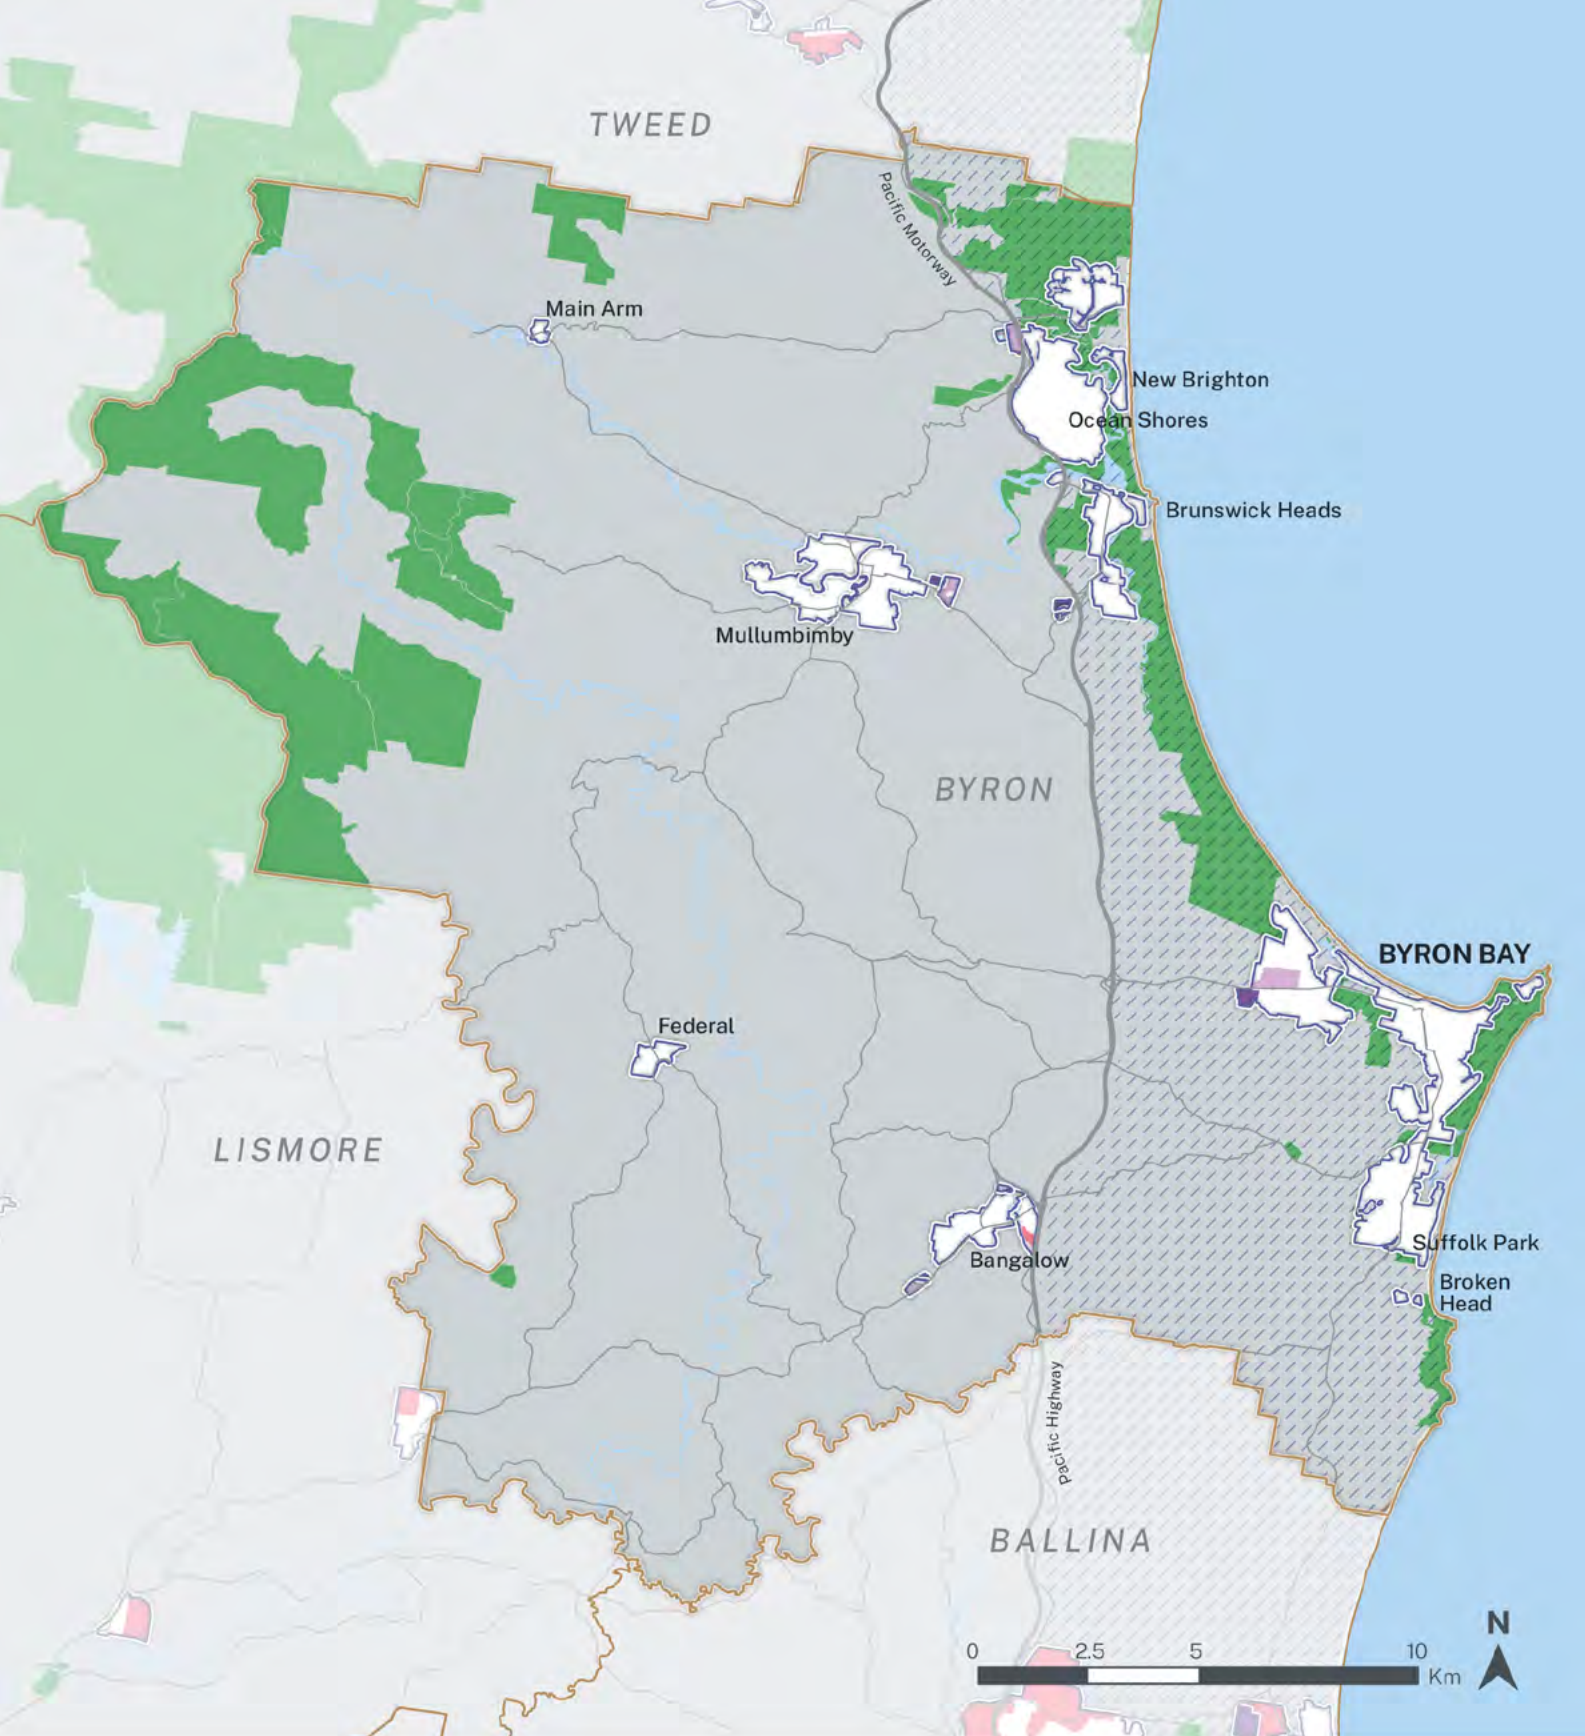 TWEED
Pacific Motorway
Main Arm
New Brighton
Ocean Shores
Brunswick Heads
Mullumbimby
BYRON
BYRON BAY
Federal
LISMORE
Suffolk Park
Bangalow
Broken
Head
Pacific Highway
BALLINA
N
0 2.5 5 10
Km